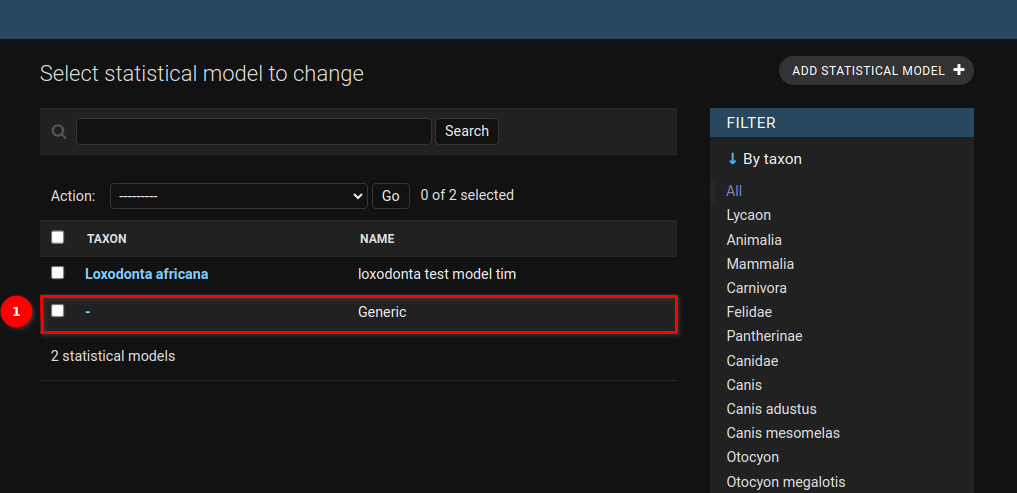 Select statistical model to change
ADD STATISTICAL MODEL +
Search
Action: --------- Go 0 of 2 selected
TAXON NAME
Loxodonta africana loxodonta test model tim
1 - Generic
2 statistical models
FILTER
↓ By taxon
All
Lycaon
Animalia
Mammalia
Carnivora
Felidae
Pantherinae
Canidae
Canis
Canis adustus
Canis mesomelas
Otocyon
Otocyon megalotis